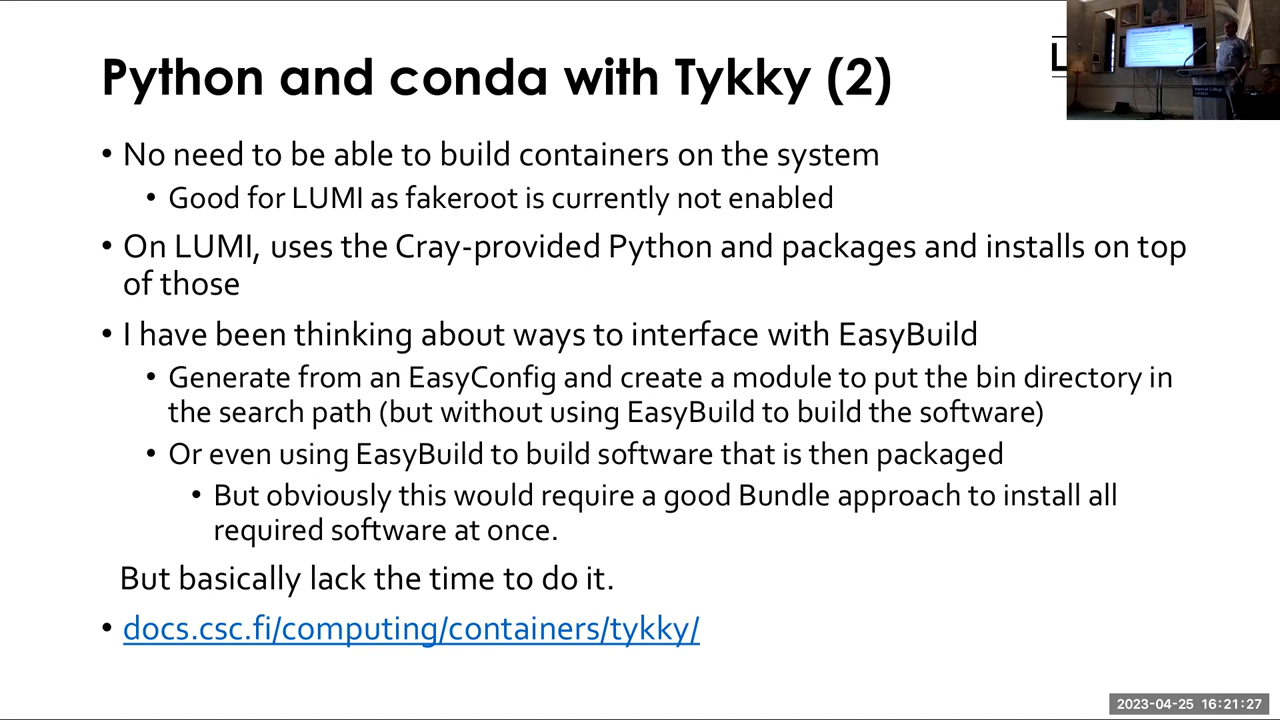 Python and conda with Tykky (2)
L
• No need to be able to build containers on the system
• Good for LUMI as fakeroot is currently not enabled
• On LUMI, uses the Cray-provided Python and packages and installs on top
of those
• I have been thinking about ways to interface with EasyBuild
• Generate from an EasyConfig and create a module to put the bin directory in
the search path (but without using EasyBuild to build the software)
• Or even using EasyBuild to build software that is then packaged
• But obviously this would require a good Bundle approach to install all
required software at once.
But basically lack the time to do it.
• docs.csc.fi/computing/containers/tykky/
Imperial College
London
2023-04-25 16:21:27